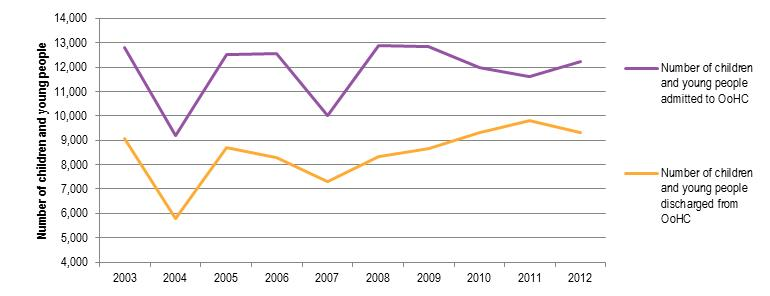 14,000
13,000
12,000
11,000
10,000
9,000
8,000
7,000
6,000
5,000
4,000
Number of children and young people
2003 2004 2005 2006 2007 2008 2009 2010 2011 2012
Number of children
and young people
admitted to OoHC
Number of children
and young people
discharged from
OoHC